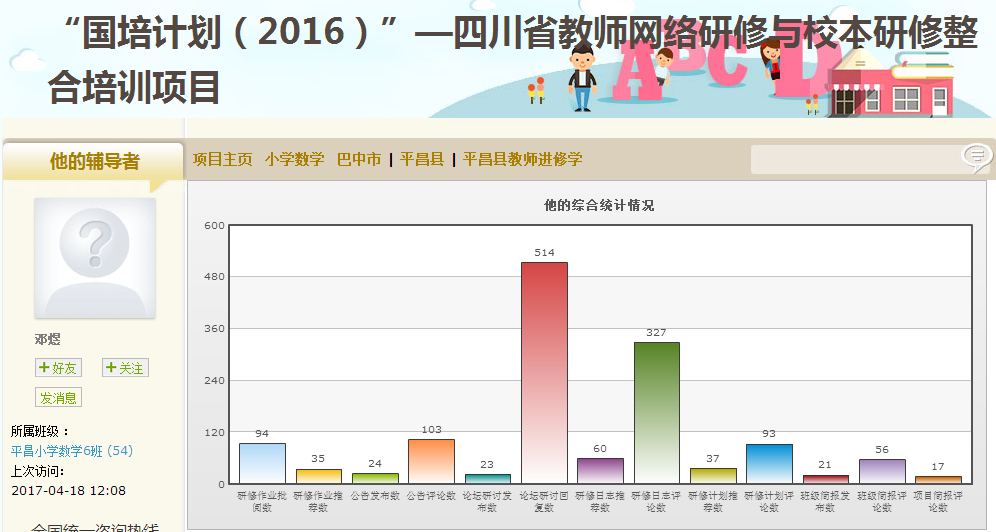 “国培计划（2016）”—四川省教师网络研修与校本研修整
合培训项目
他的辅导者
项目主页 小学数学 巴中市 | 平昌县 | 平昌县教师进修学
邓煜
+好友 +关注
发消息
所属班级：
平昌小学数学6班（54）
上次访问：
2017-04-18 12:08
全国统一咨询热线
他的综合统计情况
600
480
360
240
120
0
94
35
24
103
23
514
60
327
37
93
21
56
17
研修作业批阅数
研修作业推荐数
公告发布数
公告评论数
论坛研讨发布数
论坛研讨回复数
研修日志推荐数
研修日志评论数
研修计划推荐数
研修计划评论数
班级简报发布数
班级简报评论数
项目简报评论数
ABCD